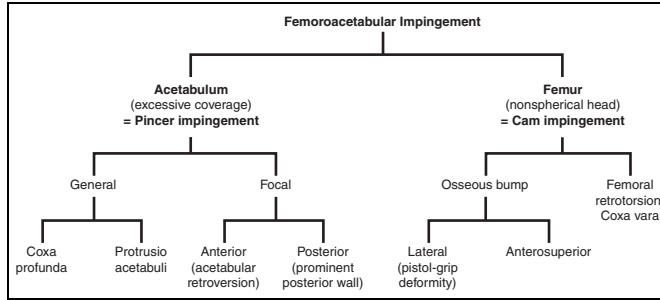 Femoroacetabular Impingement
Acetabulum
(excessive coverage)
= Pincer impingement
Femur
(nonspherical head)
= Cam impingement
General
Focal
Osseous bump
Femoral
retrotorsion
Coxa vara
Coxa
profunda
Protrusio
acetabuli
Anterior
(acetabular
retroversion)
Posterior
(prominent
posterior wall)
Lateral
(pistol-grip
deformity)
Anterosuperior